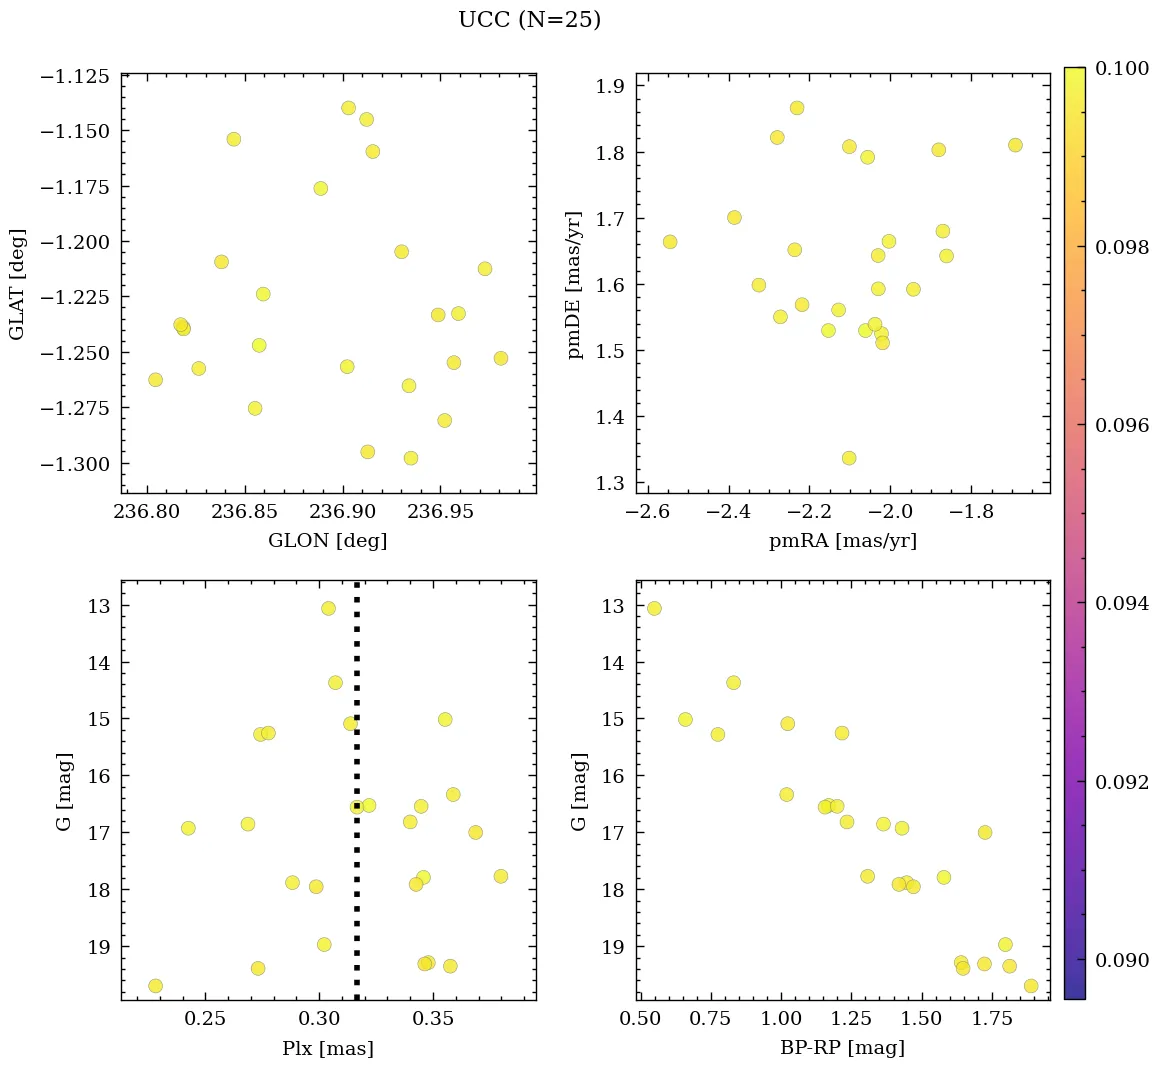 UCC (N=25)
−1.125
−1.150
−1.175
−1.200
−1.225
−1.250
−1.275
−1.300
GLAT [deg]
236.80 236.85 236.90 236.95
GLON [deg]
1.9
1.8
1.7
1.6
1.5
1.4
1.3
pmDE [mas/yr]
−2.6 −2.4 −2.2 −2.0 −1.8
pmRA [mas/yr]
13
14
15
16
17
18
19
G [mag]
0.25 0.30 0.35
Plx [mas]
13
14
15
16
17
18
19
G [mag]
0.50 0.75 1.00 1.25 1.50 1.75
BP-RP [mag]
0.100
0.098
0.096
0.094
0.092
0.090